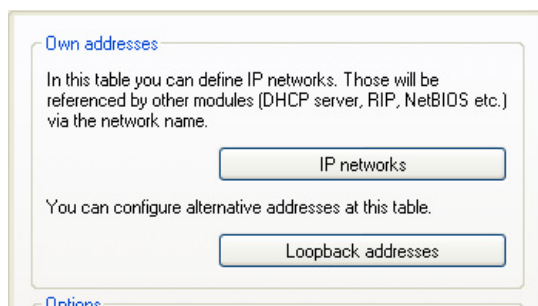 Own addresses
In this table you can define IP networks. Those will be
referenced by other modules (DHCP server, RIP, NetBIOS etc.)
via the network name.
IP networks
You can configure alternative addresses at this table.
Loopback addresses
Options